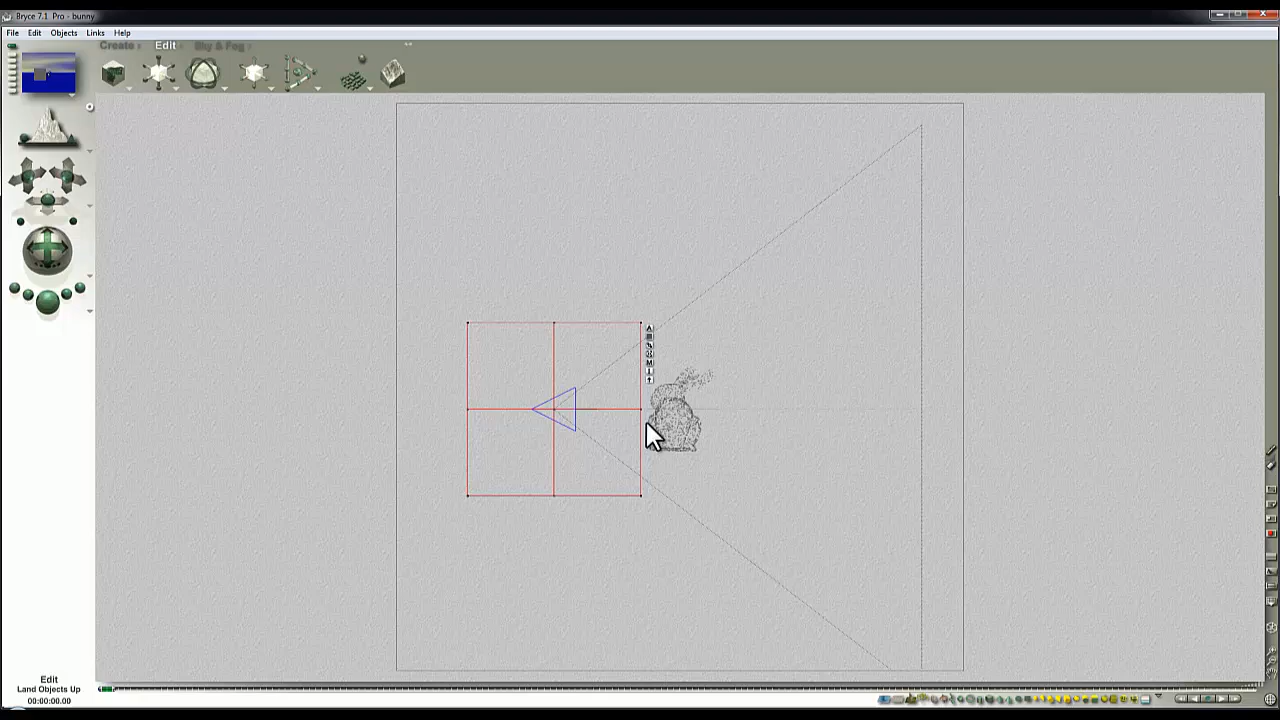 Bryce 7.1 Pro - bunny
File Edit Objects Links Help
Create Edit Sky & Fog
A
M
Edit
Land Objects Up
00:00:00.00